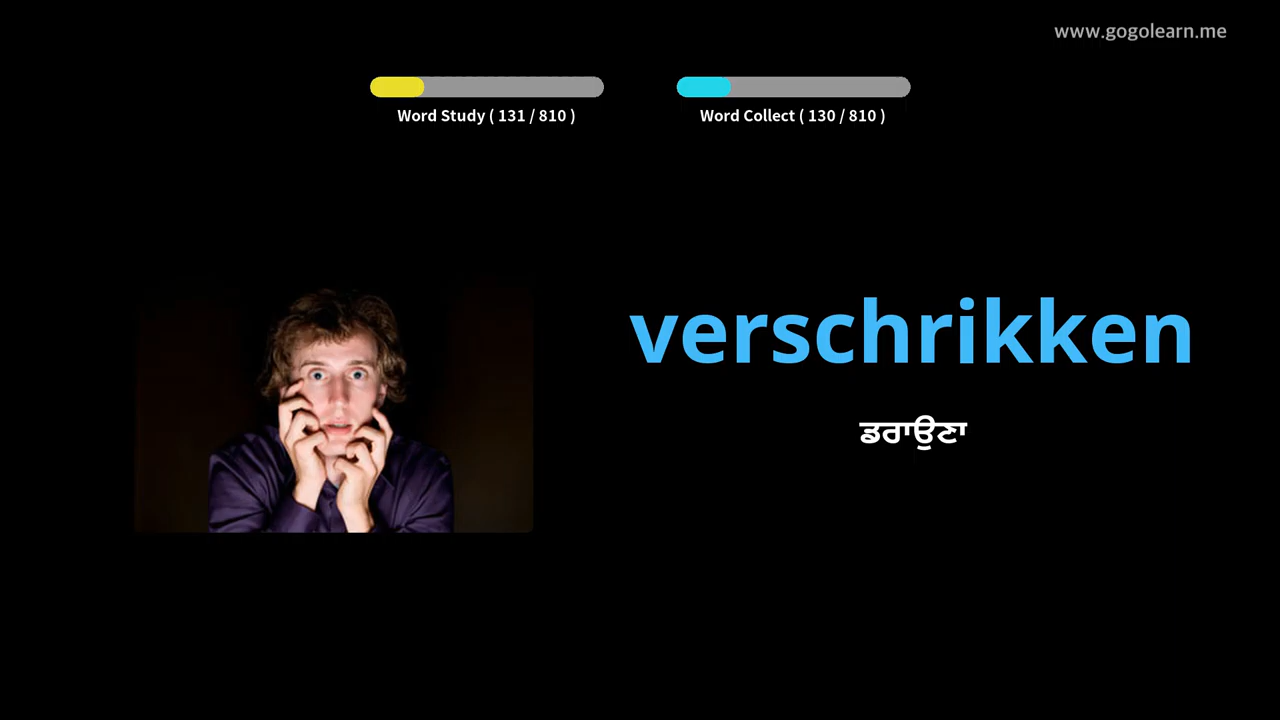 www.gogolearn.me
Word Study ( 131 / 810 )
Word Collect ( 130 / 810 )
verschrikken
ਡਰਾਉਣਾ